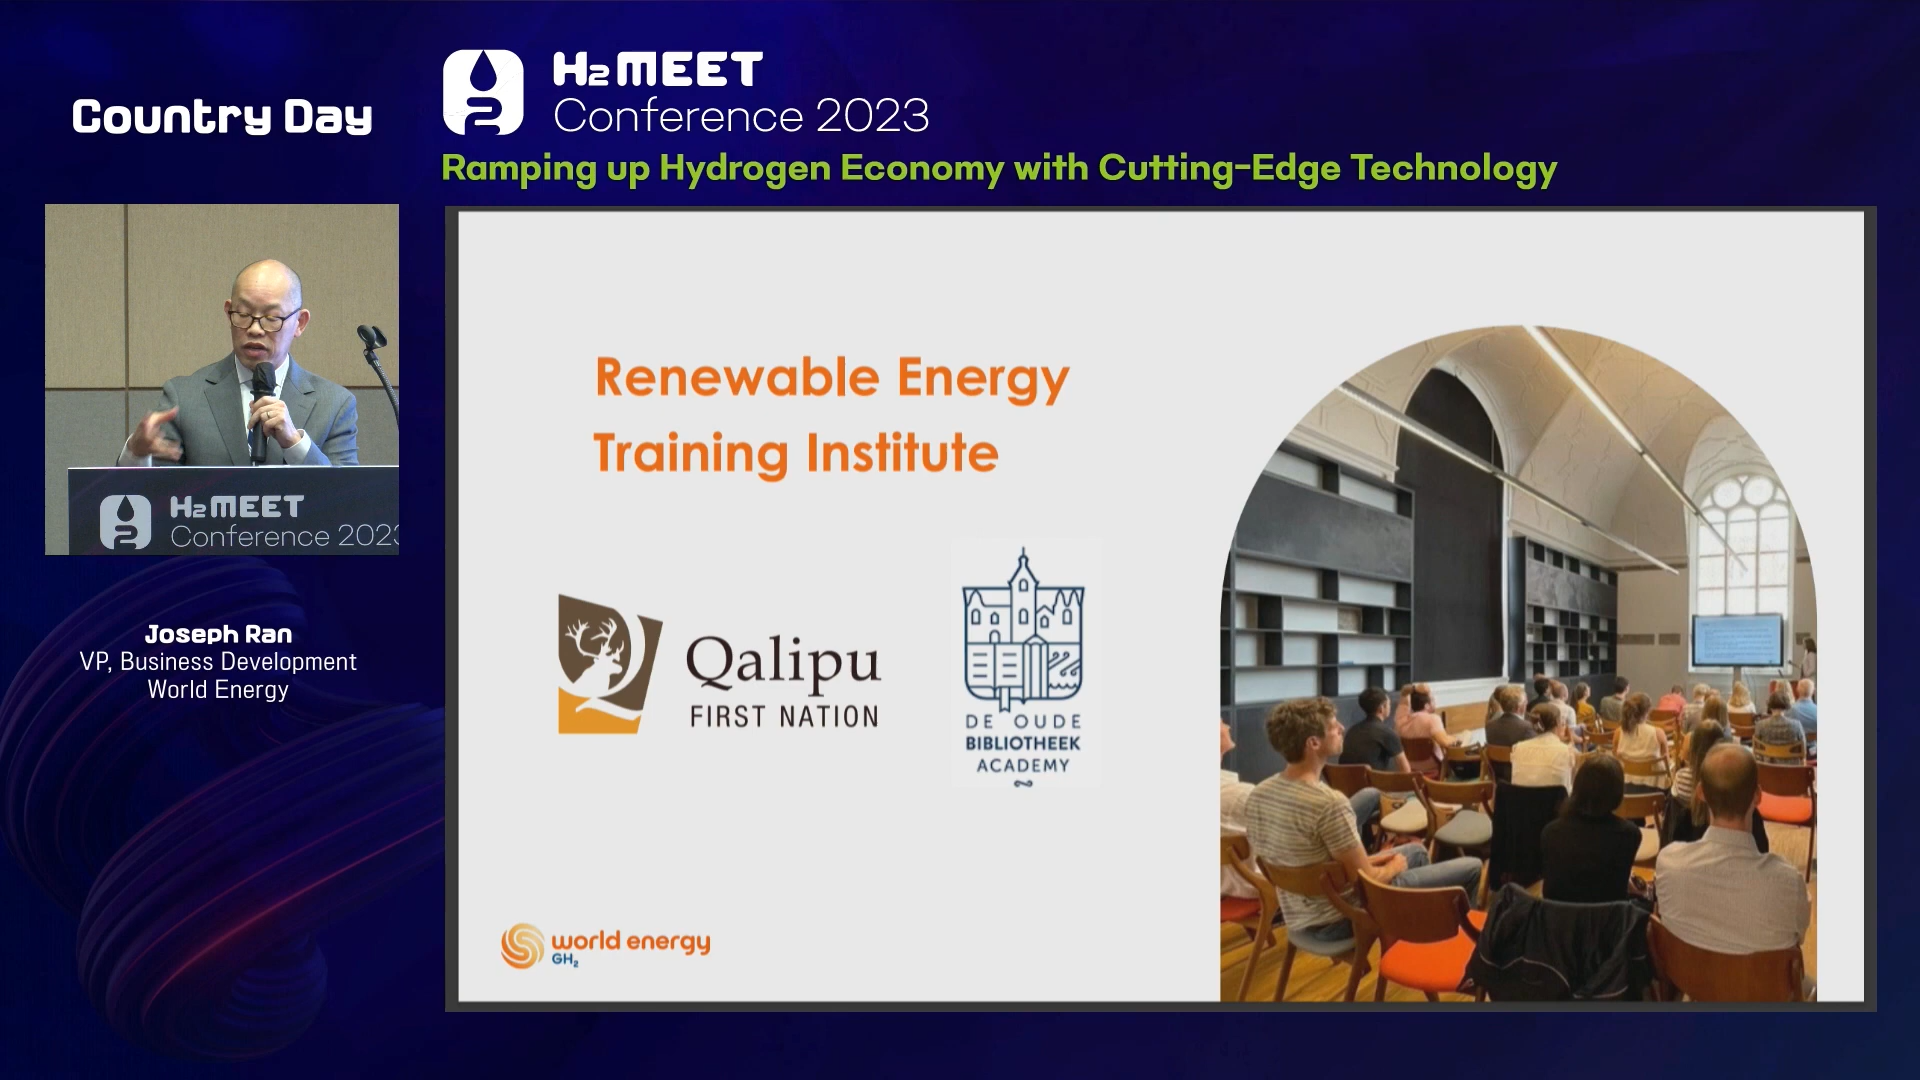 Country Day
H2 MEET
Conference 2023
Ramping up Hydrogen Economy with Cutting-Edge Technology
H2 MEET
Conference 202
Joseph Ran
VP, Business Development
World Energy
Renewable Energy
Training Institute
Qalipu
FIRST NATION
DE OUDE
BIBLIOTHEEK
ACADEMY
world energy
GH2